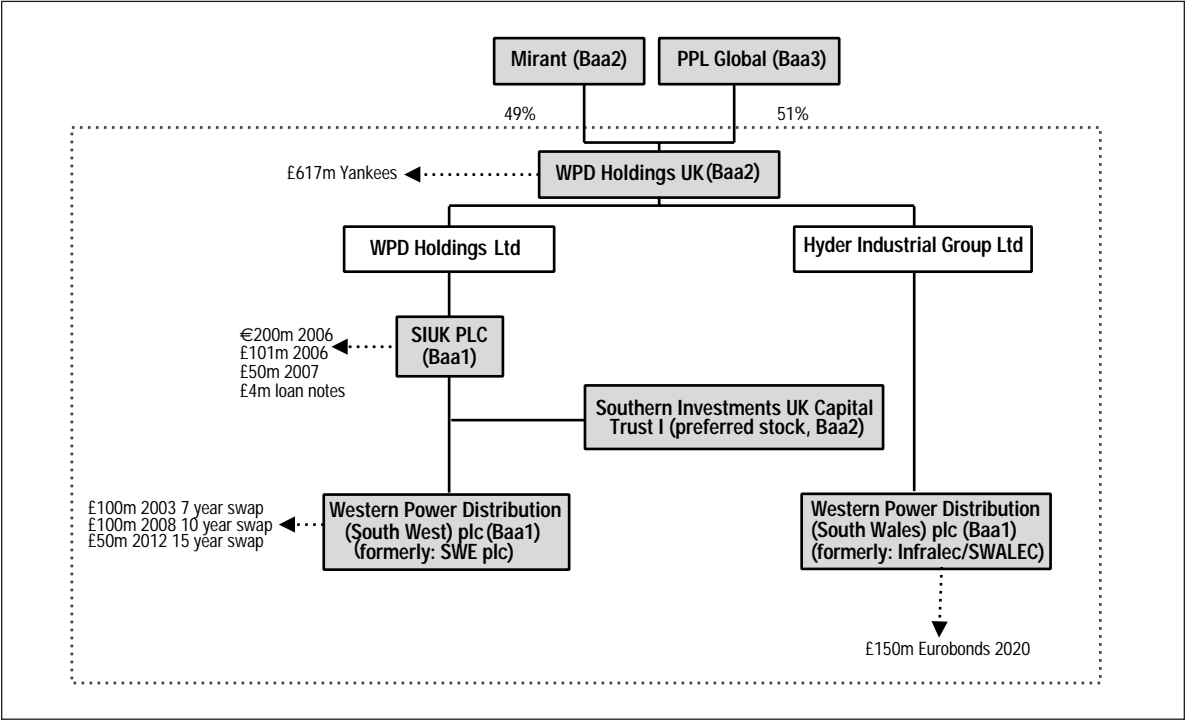 Mirant (Baa2)
PPL Global (Baa3)
49%
51%
£617m Yankees
WPD Holdings UK (Baa2)
WPD Holdings Ltd
Hyder Industrial Group Ltd
€200m 2006
£101m 2006
£50m 2007
£4m loan notes
SIUK PLC
(Baa1)
Southern Investments UK Capital
Trust I (preferred stock, Baa2)
£100m 2003 7 year swap
£100m 2008 10 year swap
£50m 2012 15 year swap
Western Power Distribution
(South West) plc (Baa1)
(formerly: SWE plc)
Western Power Distribution
(South Wales) plc (Baa1)
(formerly: Infralec/SWALEC)
£150m Eurobonds 2020